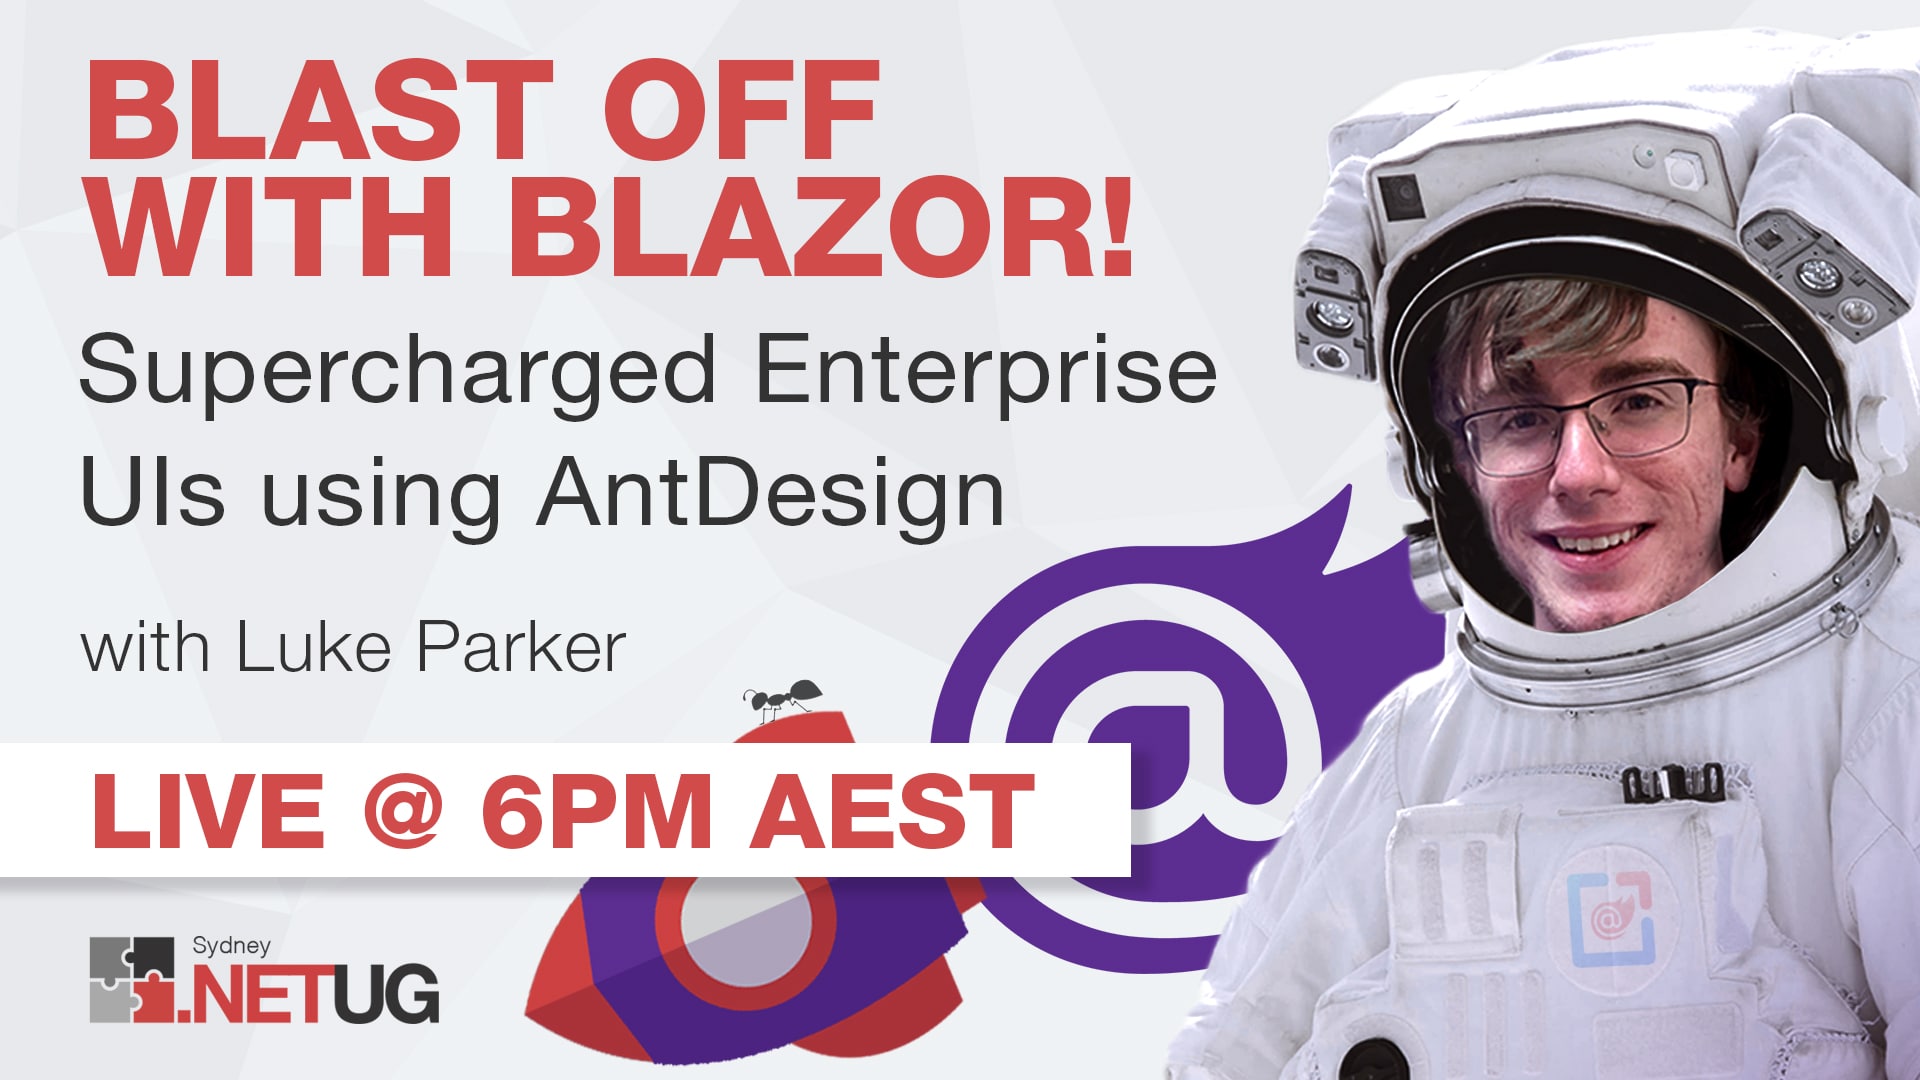 BLAST OFF
WITH BLAZOR!
Supercharged Enterprise
UIs using AntDesign
with Luke Parker
LIVE @ 6PM AEST
Sydney
.NETUG